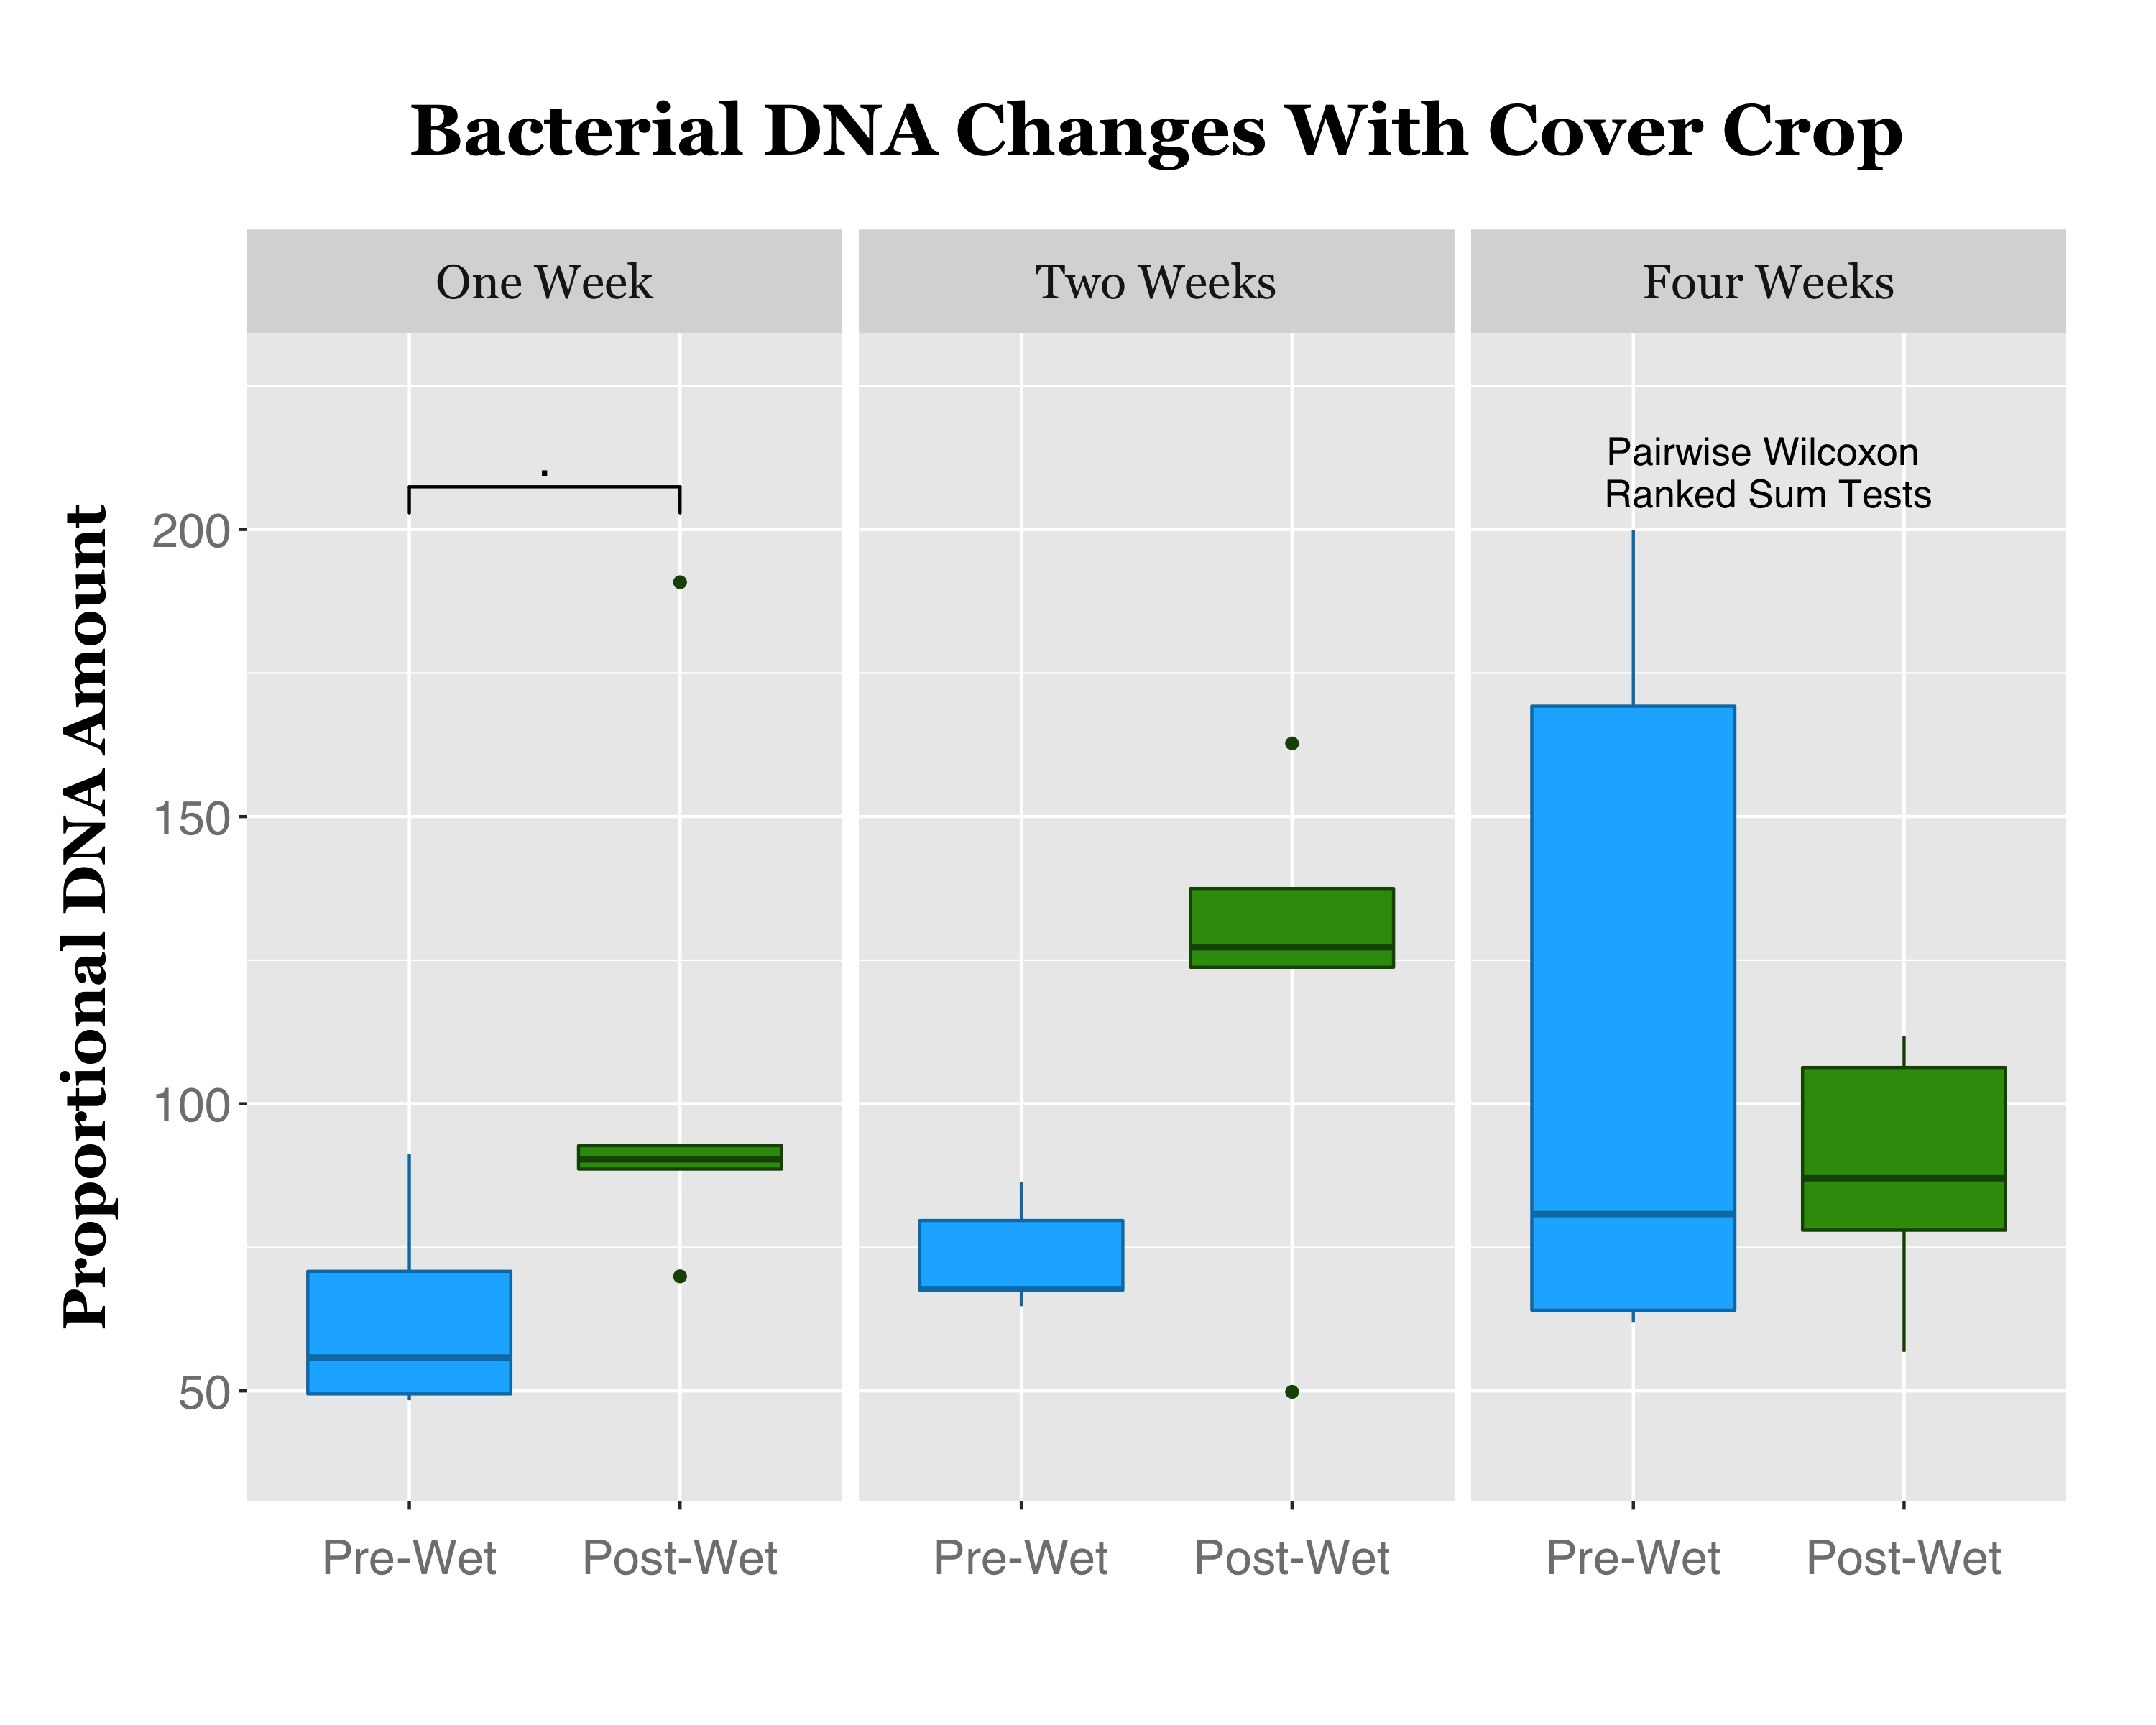 Bacterial DNA Changes With Cover Crop
One Week
Two Weeks
Four Weeks
.
Pairwise Wilcoxon
Ranked Sum Tests
Proportional DNA Amount
200
150
100
50
Pre-Wet
Post-Wet
Pre-Wet
Post-Wet
Pre-Wet
Post-Wet